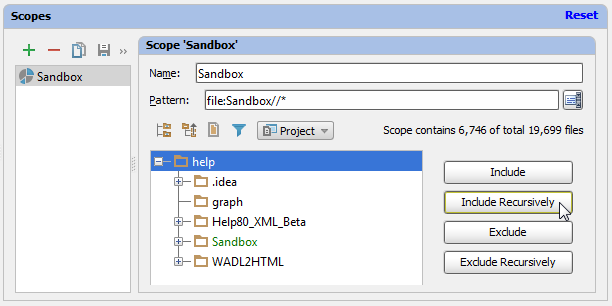 Scopes Reset
Scope 'Sandbox'
Sandbox
Name: Sandbox
Pattern: file:Sandbox//*
Project Scope contains 6,746 of total 19,699 files
help
.idea
graph
Help80_XML_Beta
Sandbox
WADL2HTML
Include
Include Recursively
Exclude
Exclude Recursively